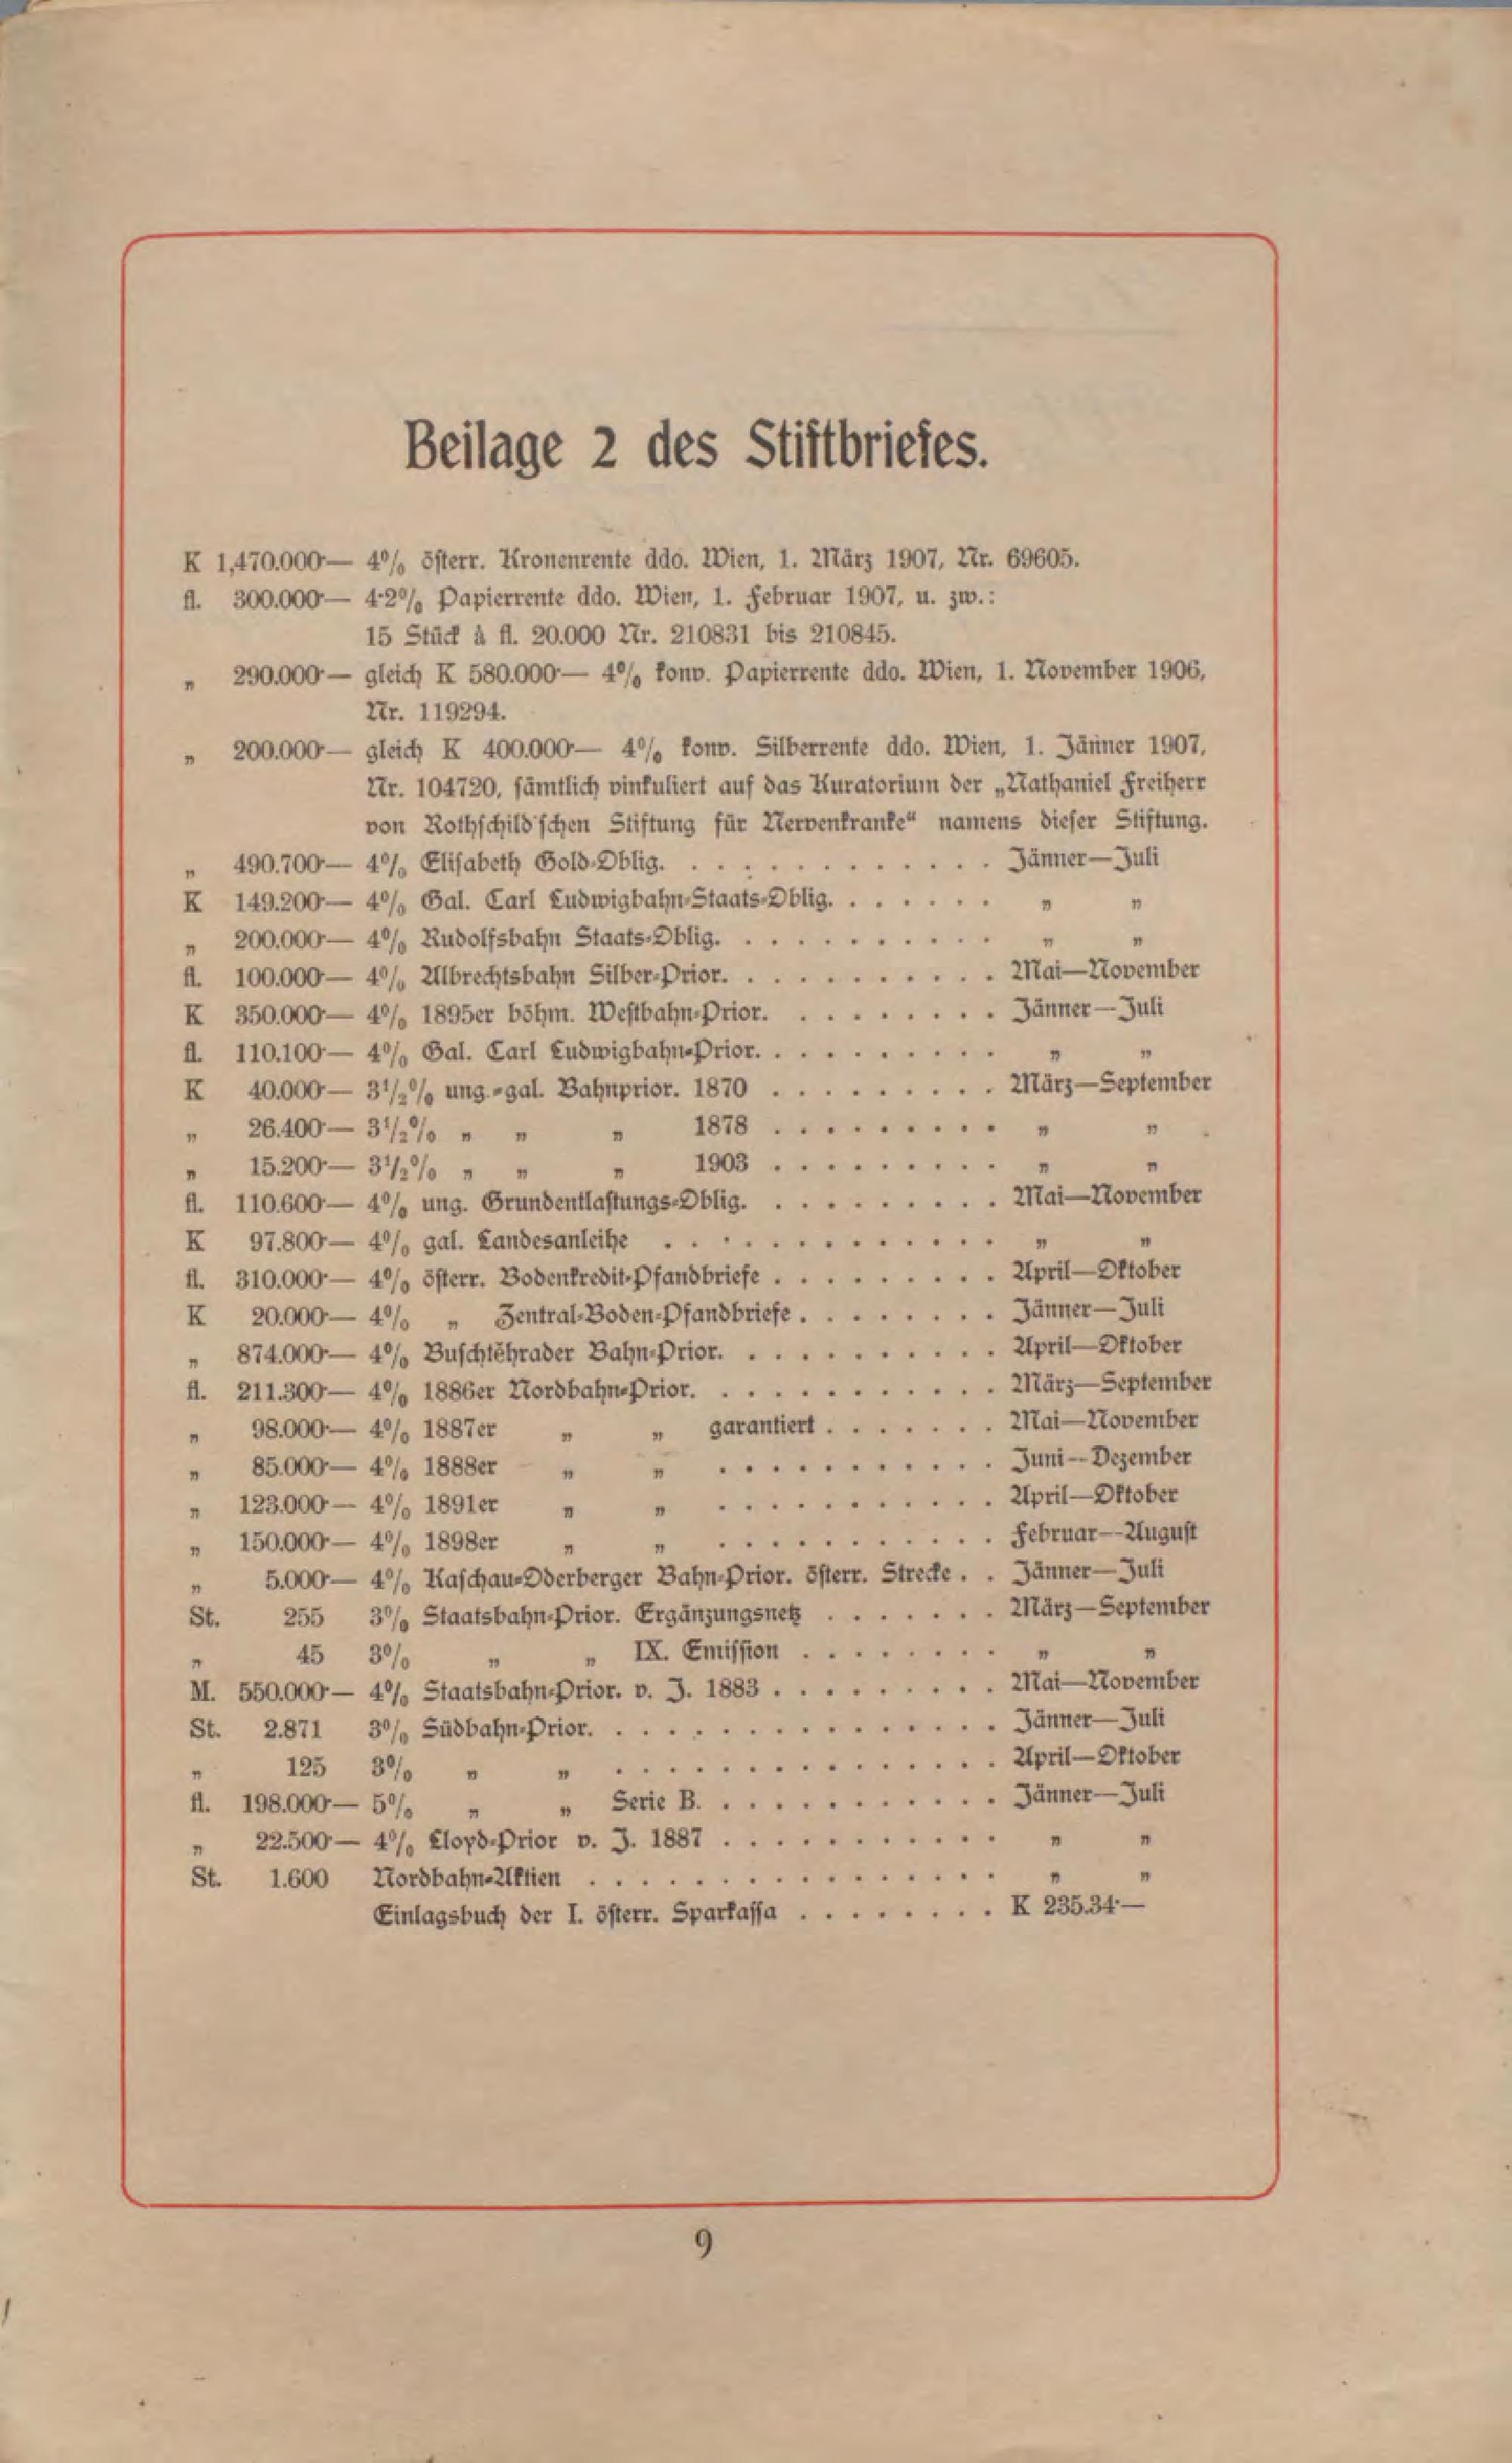 Beilage 2 des Stiftbriefes.
K 1,470.000·— 4% österr. Kronenrente ddo. Wien, 1. März 1907, Nr. 69605.
fl. 300.000·— 4·2% Papierrente ddo. Wien, 1. Februar 1907, u. zw.:
15 Stück à fl. 20.000 Nr. 210831 bis 210845.
„ 290.000·— gleich K 580.000·— 4% konv. Papierrente ddo. Wien, 1. November 1906,
Nr. 119294.
„ 200.000·— gleich K 400.000·— 4% konv. Silberrente ddo. Wien, 1. Jänner 1907,
Nr. 104720, sämtlich vinkuliert auf das Kuratorium der „Nathaniel Freiherr
von Rothschild'schen Stiftung für Nervenkranke“ namens dieser Stiftung.
„ 490.700·— 4% Elisabeth Gold-Oblig. . . . . . . . . . . . . . Jänner—Juli
K 149.200·— 4% Gal. Carl Ludwigbahn-Staats-Oblig. . . . . . . „ „
„ 200.000·— 4% Rudolfsbahn Staats-Oblig. . . . . . . . . . . „ „
fl. 100.000·— 4% Albrechtsbahn Silber-Prior. . . . . . . . . . . . Mai—November
K 350.000·— 4% 1895er böhm. Westbahn-Prior. . . . . . . . . Jänner—Juli
fl. 110.100·— 4% Gal. Carl Ludwigbahn-Prior. . . . . . . . . . „ „
K 40.000·— 3½% ung.-gal. Bahnprior. 1870 . . . . . . . . . März—September
„ 26.400·— 3½% „ „ „ 1878 . . . . . . . . . „ „
„ 15.200·— 3½% „ „ „ 1903 . . . . . . . . . „ „
fl. 110.600·— 4% ung. Grundentlastungs-Oblig. . . . . . . . . . Mai—November
K 97.800·— 4% gal. Landesanleihe . . . . . . . . . . . . . „ „
fl. 310.000·— 4% österr. Bodenkredit-Pfandbriefe . . . . . . . . . April—Oktober
K 20.000·— 4% „ Zentral-Boden-Pfandbriefe . . . . . . . . Jänner—Juli
„ 874.000·— 4% Buschtěhrader Bahn-Prior. . . . . . . . . . . April—Oktober
fl. 211.300·— 4% 1886er Nordbahn-Prior. . . . . . . . . . . . März—September
„ 98.000·— 4% 1887er „ „ garantiert . . . . . . . Mai—November
„ 85.000·— 4% 1888er „ „ . . . . . . . . . . . Juni—Dezember
„ 123.000·— 4% 1891er „ „ . . . . . . . . . . . April—Oktober
„ 150.000·— 4% 1898er „ „ . . . . . . . . . . . Februar—August
„ 5.000·— 4% Kaschau-Oderberger Bahn-Prior. österr. Strecke . . Jänner—Juli
St. 255 3% Staatsbahn-Prior. Ergänzungsnetz . . . . . . . März—September
„ 45 3% „ „ IX. Emission . . . . . . . . „ „
M. 550.000·— 4% Staatsbahn-Prior. v. J. 1883 . . . . . . . . . Mai—November
St. 2.871 3% Südbahn-Prior. . . . . . . . . . . . . . . . Jänner—Juli
„ 125 3% „ „ . . . . . . . . . . . . . . . April—Oktober
fl. 198.000·— 5% „ „ Serie B. . . . . . . . . . . . Jänner—Juli
„ 22.500·— 4% Lloyd-Prior v. J. 1887 . . . . . . . . . . . „ „
St. 1.600 Nordbahn-Aktien . . . . . . . . . . . . . . . . „ „
Einlagsbuch der I. österr. Sparkassa . . . . . . . . K 235.34·—
9